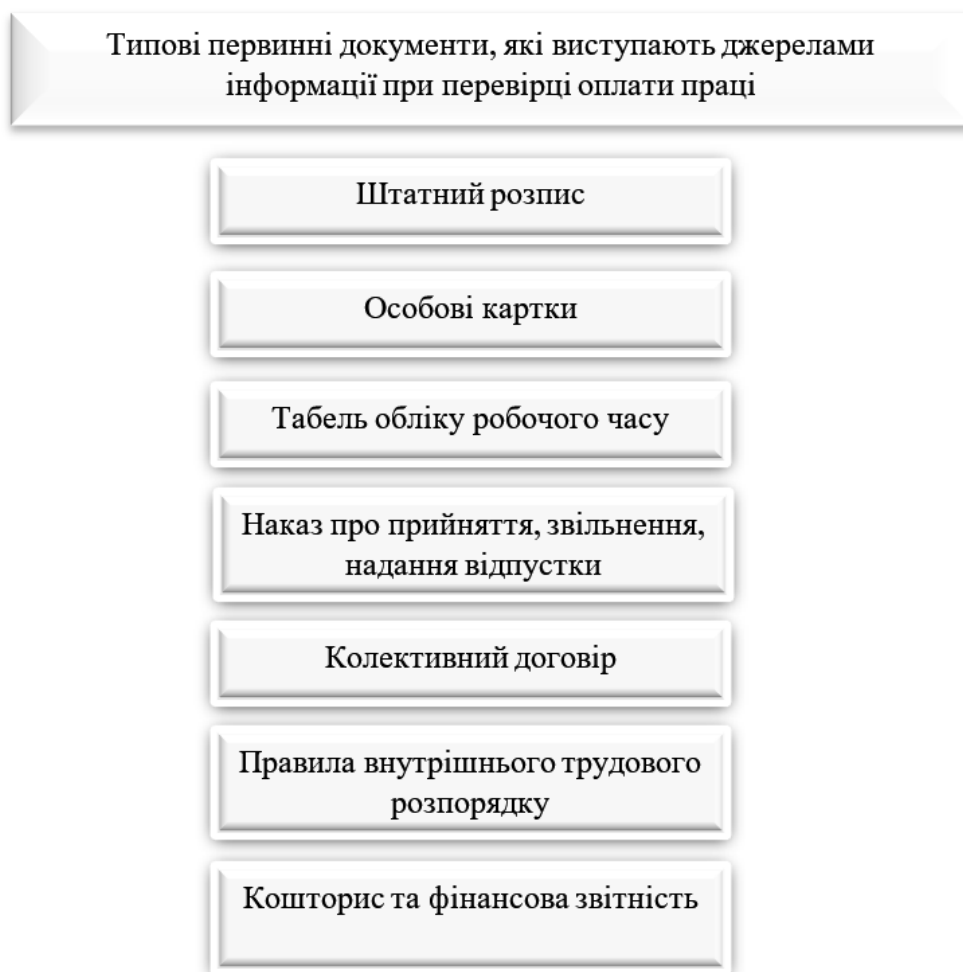 Типові первинні документи, які виступають джерелами
інформації при перевірці оплати праці
Штатний розпис
Особові картки
Табель обліку робочого часу
Наказ про прийняття, звільнення,
надання відпустки
Колективний договір
Правила внутрішнього трудового
розпорядку
Кошторис та фінансова звітність